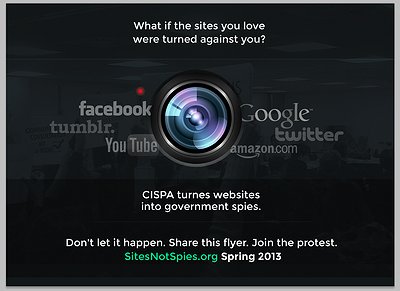 What if the sites you love
were turned against you?
facebook
Google™
tumblr.
twitter
YouTube
amazon.com
CISPA turnes websites
into government spies.
Don't let it happen. Share this flyer. Join the protest.
SitesNotSpies.org Spring 2013